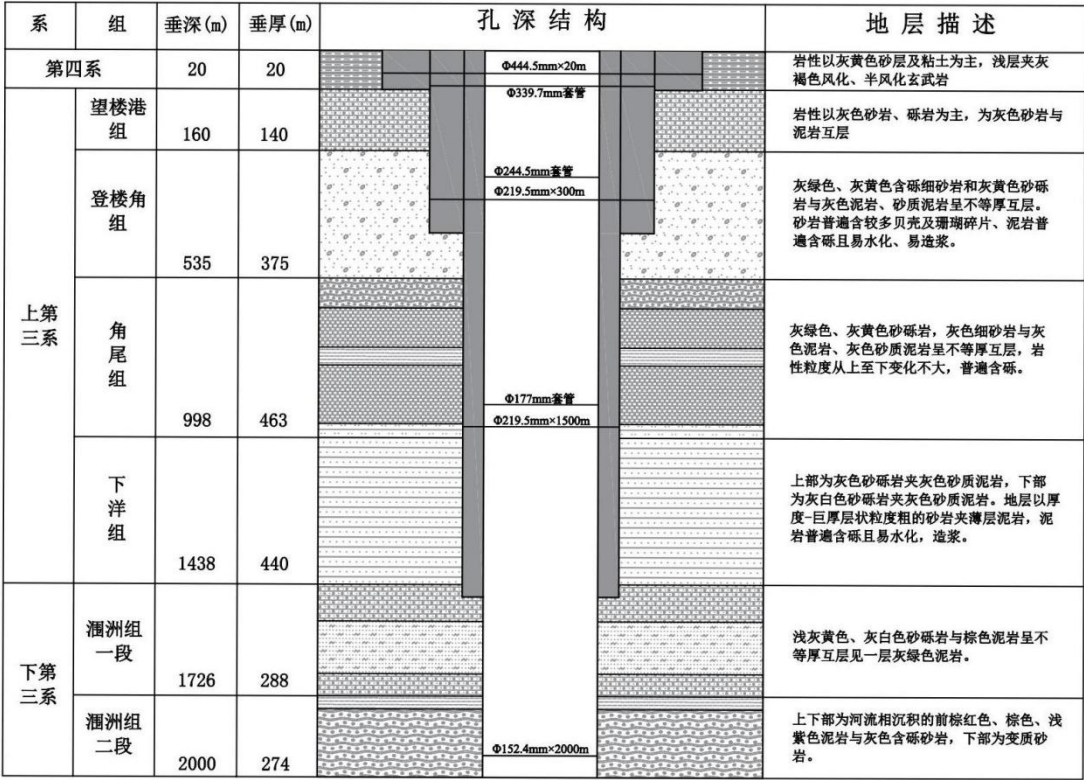 系 组 垂深(m) 垂厚(m) 孔深结构 地层描述
第四系 20 20
Φ444.5mm×20m
Φ339.7mm套管
岩性以灰黄色砂层及粘土为主，浅层夹灰
褐色风化、半风化玄武岩
上第
三系
望楼港
组
160 140
岩性以灰色砂岩、砾岩为主，为灰色砂岩与
泥岩互层
登楼角
组
535 375
Φ244.5mm套管
Φ219.5mm×300m
灰绿色、灰黄色含砾细砂岩和灰黄色砂砾
岩与灰色泥岩、砂质泥岩呈不等厚互层。
砂岩普遍含较多贝壳及珊瑚碎片、泥岩普
遍含砾且易水化、易造浆。
角
尾
组
998 463
Φ177mm套管
Φ219.5mm×1500m
灰绿色、灰黄色砂砾岩，灰色细砂岩与灰
色泥岩、灰色砂质泥岩呈不等厚互层，岩
性粒度从上至下变化不大，普遍含砾。
下
洋
组
1438 440
上部为灰色砂砾岩夹灰色砂质泥岩，下部
为灰白色砂砾岩夹灰色砂质泥岩。地层以厚
度-巨厚层状粒度粗的砂岩夹薄层泥岩，泥
岩普遍含砾且易水化，造浆。
下第
三系
涠洲组
一段
1726 288
浅灰黄色、灰白色砂砾岩与棕色泥岩呈不
等厚互层见一层灰绿色泥岩。
涠洲组
二段
2000 274
Φ152.4mm×2000m
上下部为河流相沉积的前棕红色、棕色、浅
紫色泥岩与灰色含砾砂岩，下部为变质砂
岩。